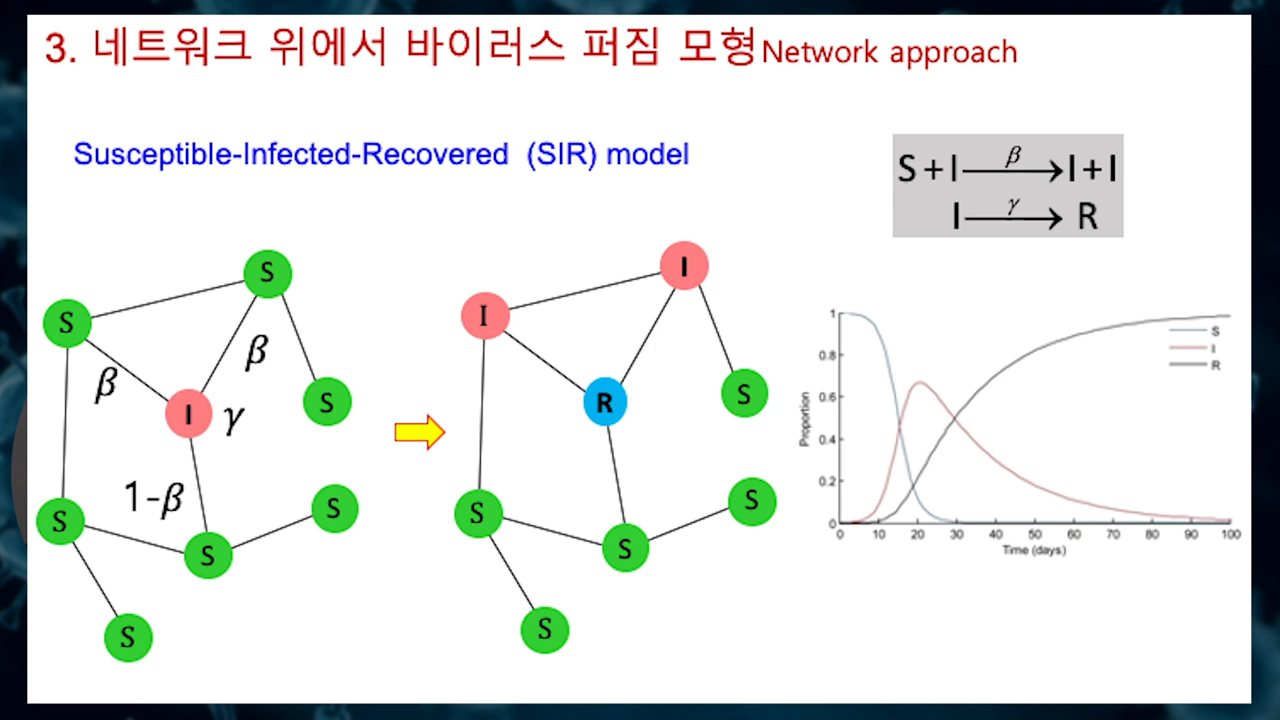 3. 네트워크 위에서 바이러스 퍼짐 모형Network approach
Susceptible-Infected-Recovered (SIR) model
S+I β I+I
I γ R
S
S
β
β
I
γ
S
1-β
S
S
S
S
I
I
R
S
S
S
S
S
Proportion
1
0.8
0.6
0.4
0.2
0
0 10 20 30 40 50 60 70 80 90 100
Time (days)
S
I
R